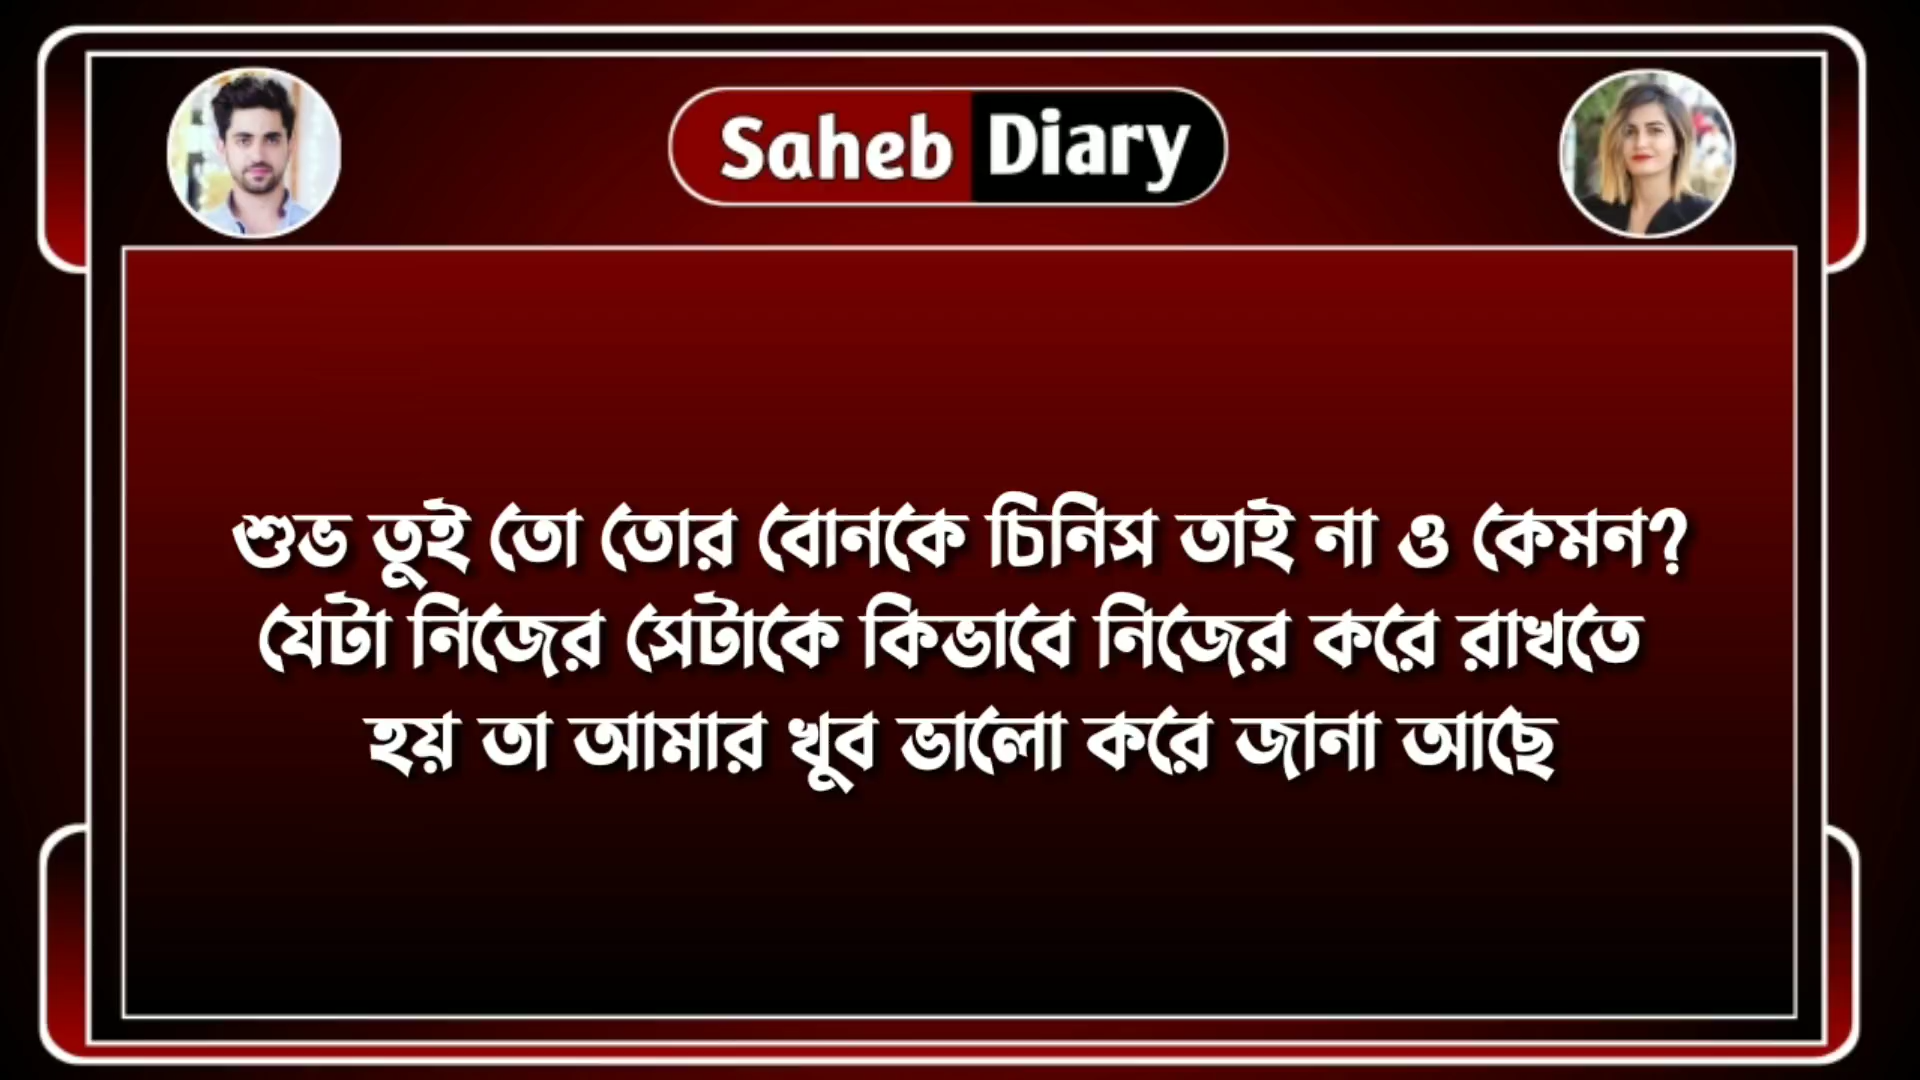 Saheb Diary
শুভ তুই তো তোর বোনকে চিনিস তাই না ও কেমন?
যেটা নিজের সেটাকে কিভাবে নিজের করে রাখতে
হয় তা আমার খুব ভালো করে জানা আছে